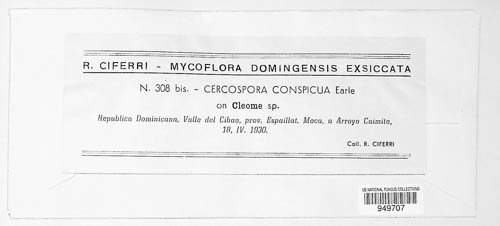 R. CIFERRI - MYCOFLORA DOMINGENSIS EXSICCATA
N. 308 bis. - CERCOSPORA CONSPICUA Earle
on Cleome sp.
Republica Dominicana, Valle del Cibao, prov. Espaillat. Moca, a Arroyo Caimito,
18, IV. 1930.
Coll. R. CIFERRI
US NATIONAL FUNGUS COLLECTIONS
949707